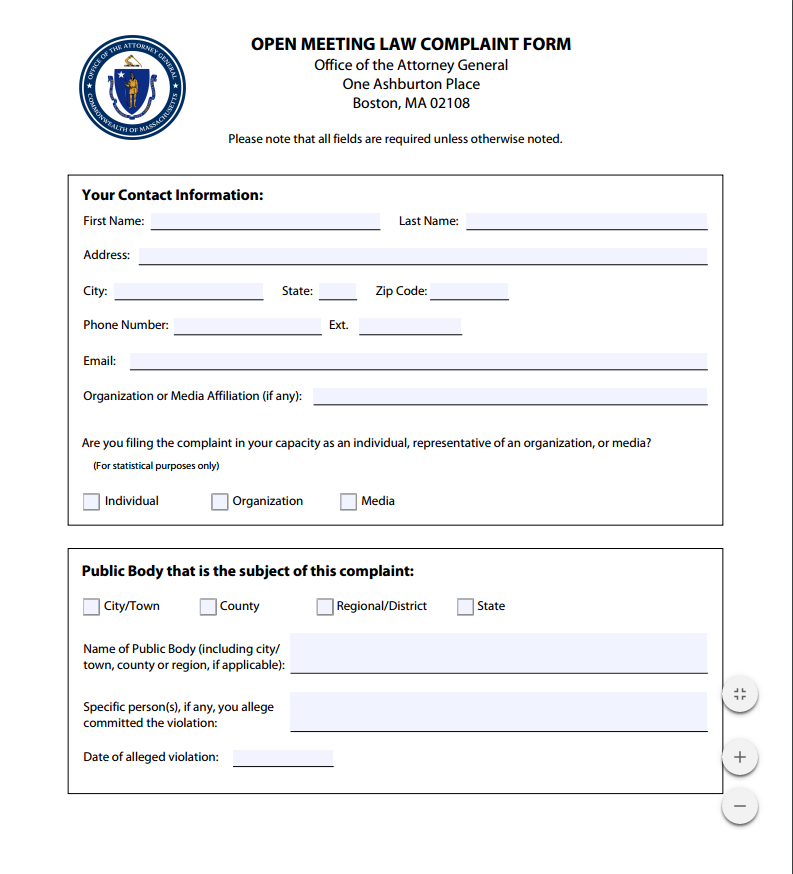 OPEN MEETING LAW COMPLAINT FORM
Office of the Attorney General
One Ashburton Place
Boston, MA 02108
OFFICE OF THE ATTORNEY GENERAL
COMMONWEALTH OF MASSACHUSETTS
Please note that all fields are required unless otherwise noted.
Your Contact Information:
First Name: Last Name:
Address:
City: State: Zip Code:
Phone Number: Ext.
Email:
Organization or Media Affiliation (if any):
Are you filing the complaint in your capacity as an individual, representative of an organization, or media?
(For statistical purposes only)
Individual Organization Media
Public Body that is the subject of this complaint:
City/Town County Regional/District State
Name of Public Body (including city/
town, county or region, if applicable):
Specific person(s), if any, you allege
committed the violation:
Date of alleged violation: